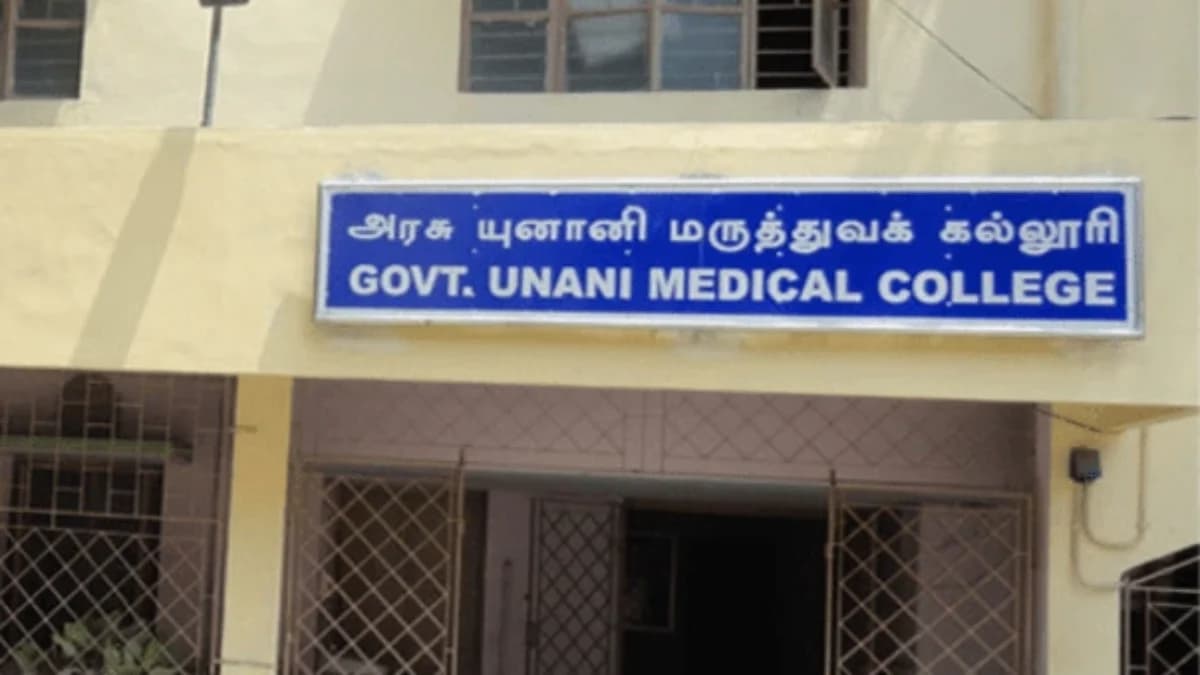 அரசு யுனானி மருத்துவக் கல்லூரி
GOVT. UNANI MEDICAL COLLEGE